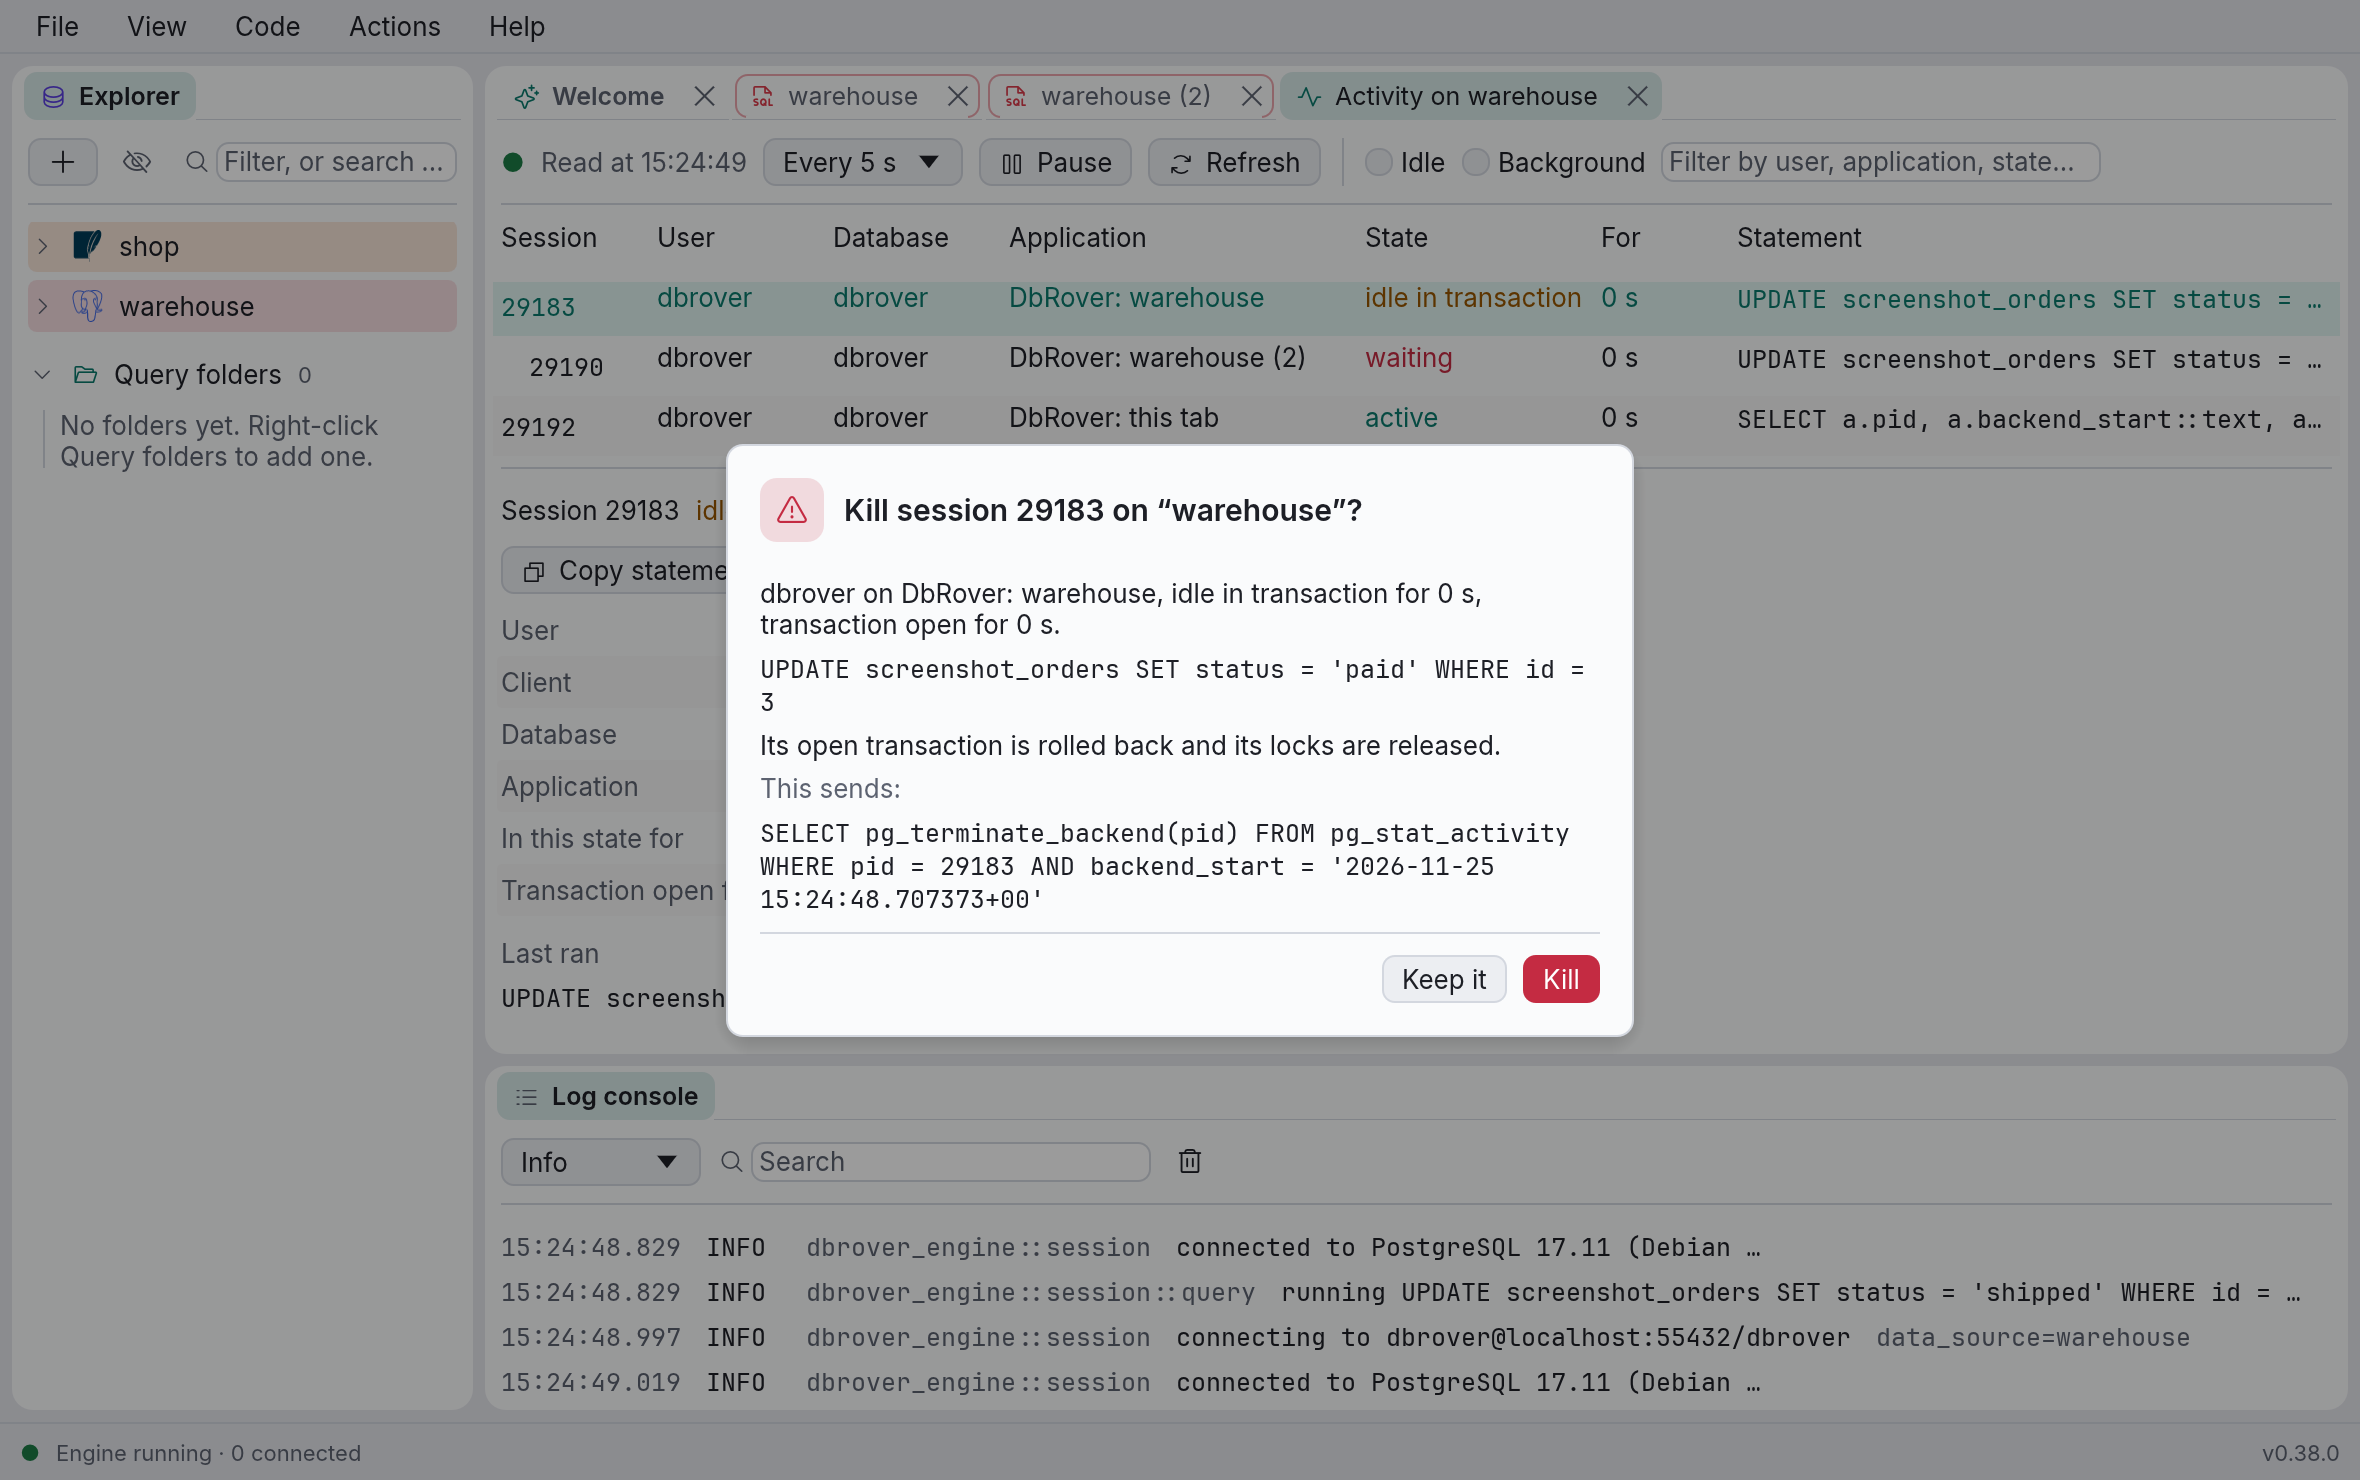 File View Code Actions Help
Explorer
Filter, or search ...
shop
warehouse
Query folders 0
No folders yet. Right-click
Query folders to add one.
Welcome
warehouse
warehouse (2)
Activity on warehouse
Read at 15:24:49
Every 5 s
Pause
Refresh
Idle
Background
Filter by user, application, state...
Session User Database Application State For Statement
29183 dbrover dbrover DbRover: warehouse idle in transaction 0 s UPDATE screenshot_orders SET status = …
29190 dbrover dbrover DbRover: warehouse (2) waiting 0 s UPDATE screenshot_orders SET status = …
29192 dbrover dbrover DbRover: this tab active 0 s SELECT a.pid, a.backend_start::text, a…
Session 29183 idl
Copy stateme
User
Client
Database
Application
In this state for
Transaction open f
Last ran
UPDATE screensh
Kill session 29183 on “warehouse”?
dbrover on DbRover: warehouse, idle in transaction for 0 s,
transaction open for 0 s.
UPDATE screenshot_orders SET status = 'paid' WHERE id =
3
Its open transaction is rolled back and its locks are released.
This sends:
SELECT pg_terminate_backend(pid) FROM pg_stat_activity
WHERE pid = 29183 AND backend_start = '2026-11-25
15:24:48.707373+00'
Keep it
Kill
Log console
Info
Search
15:24:48.829 INFO dbrover_engine::session connected to PostgreSQL 17.11 (Debian …
15:24:48.829 INFO dbrover_engine::session::query running UPDATE screenshot_orders SET status = 'shipped' WHERE id = …
15:24:48.997 INFO dbrover_engine::session connecting to dbrover@localhost:55432/dbrover data_source=warehouse
15:24:49.019 INFO dbrover_engine::session connected to PostgreSQL 17.11 (Debian …
Engine running · 0 connected
v0.38.0